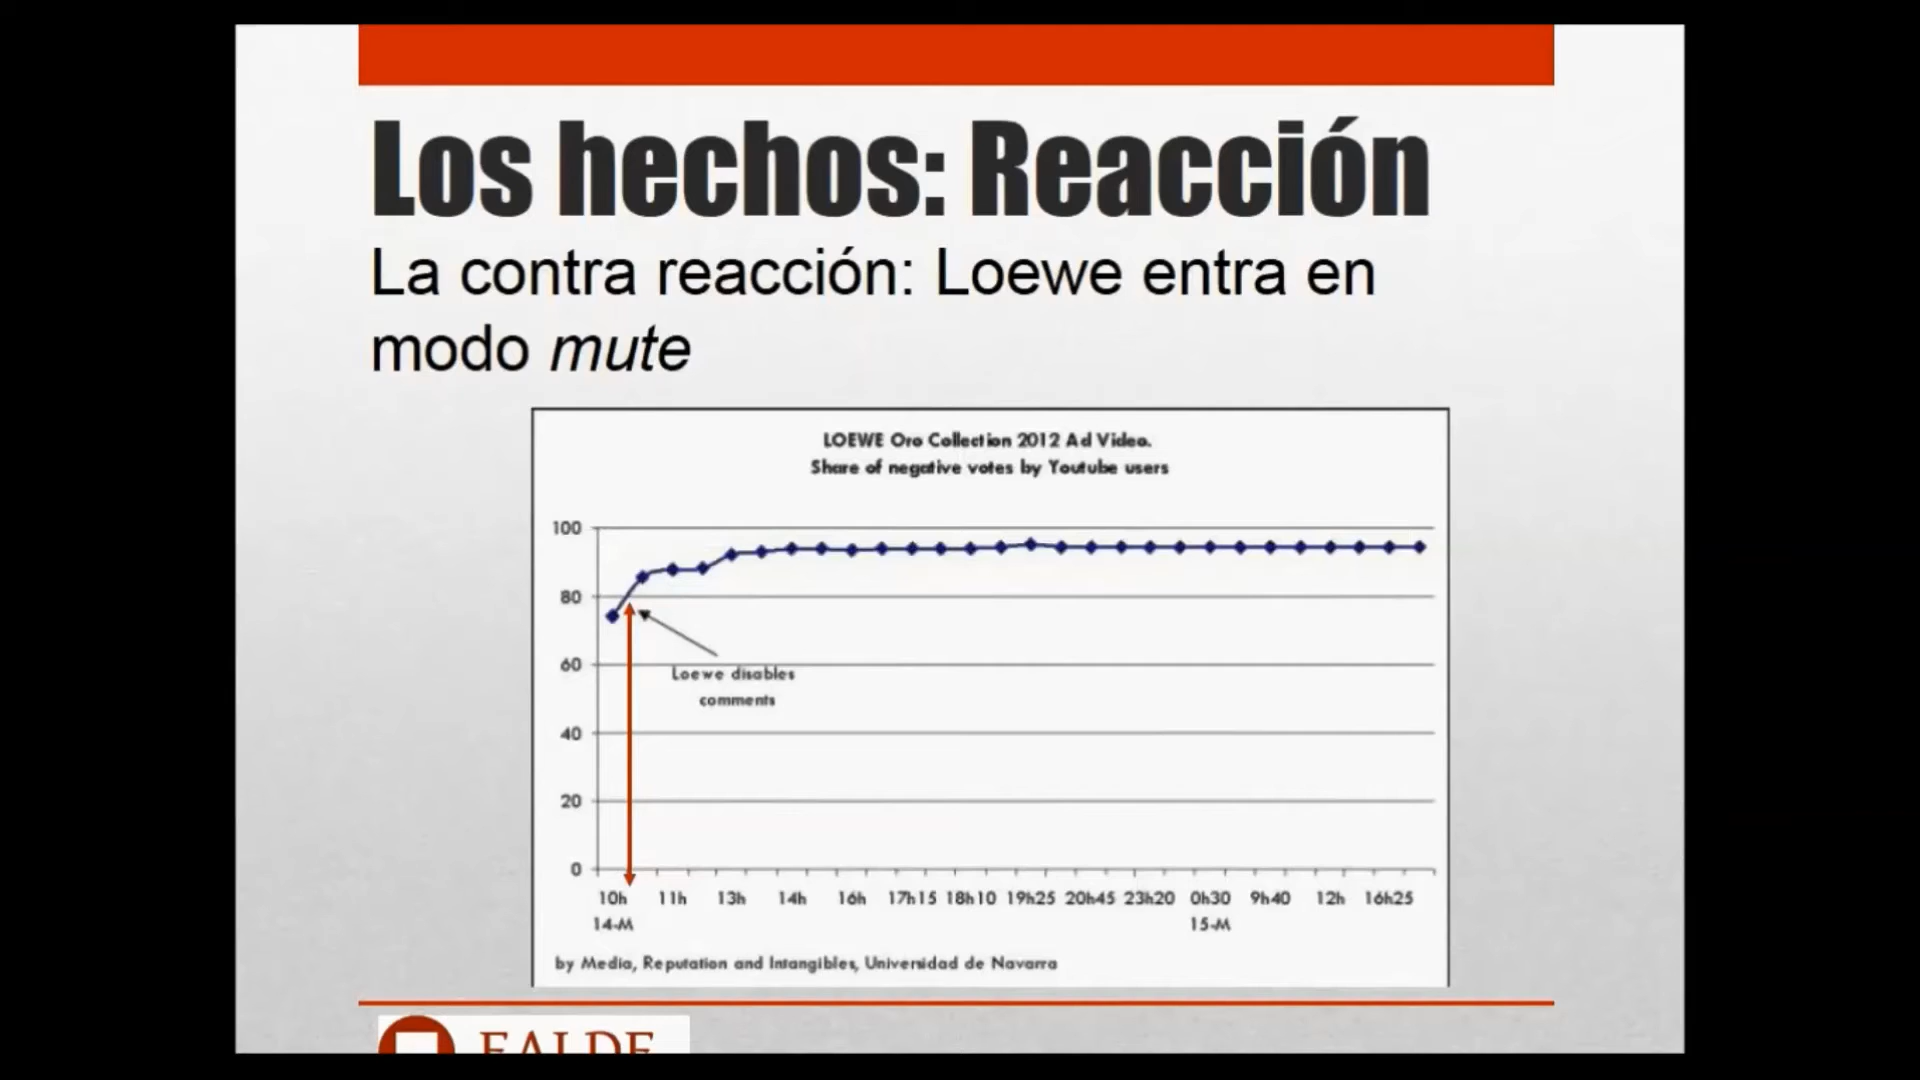 Los hechos: Reacción
La contra reacción: Loewe entra en
modo mute
LOEWE Oro Collection 2012 Ad Video.
Share of negative votes by Youtube users
100
80
60
40
20
0
Loewe disables
comments
10h 11h 13h 14h 16h 17h15 18h10 19h25 20h45 23h20 0h30 9h40 12h 16h25
14-M 15-M
by Media, Reputation and Intangibles, Universidad de Navarra
EALDE